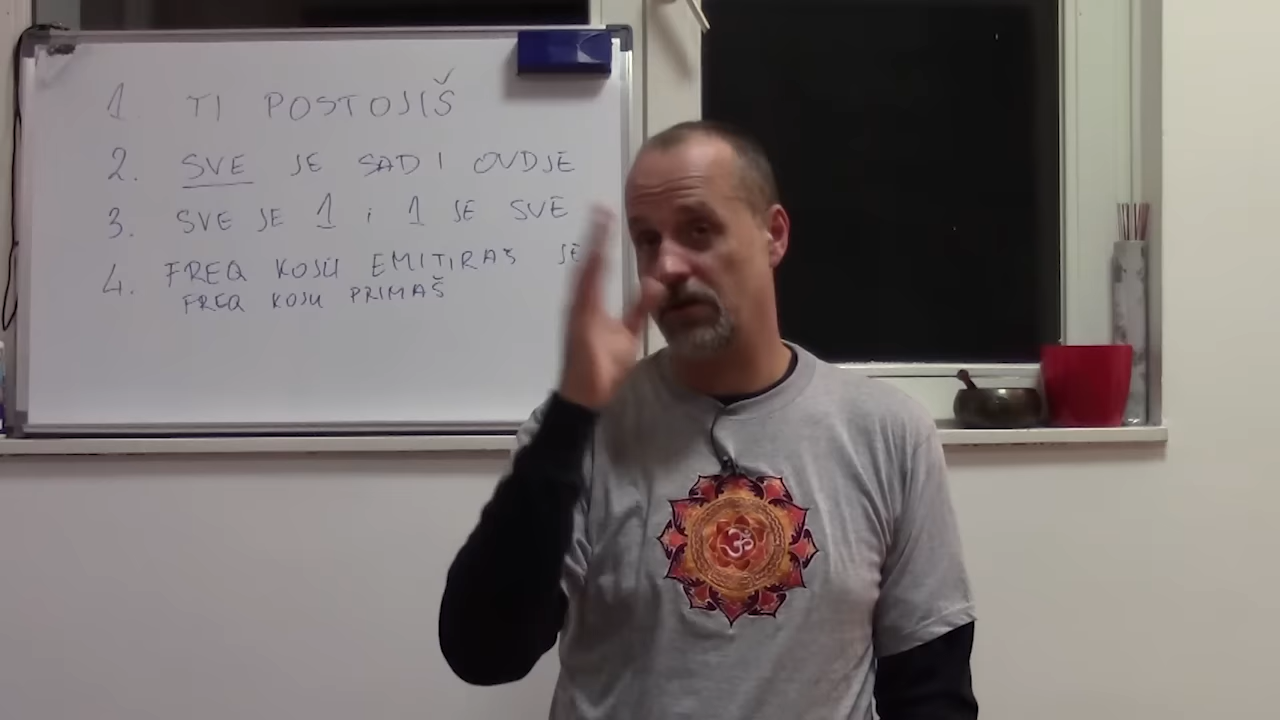 1. TI POSTOJIŠ
2. SVE JE SAD I OVDJE
3. SVE JE 1 i 1 JE SVE
4. FREQ KOJU EMITIRAŠ JE
FREQ KOJU PRIMAŠ
ॐ